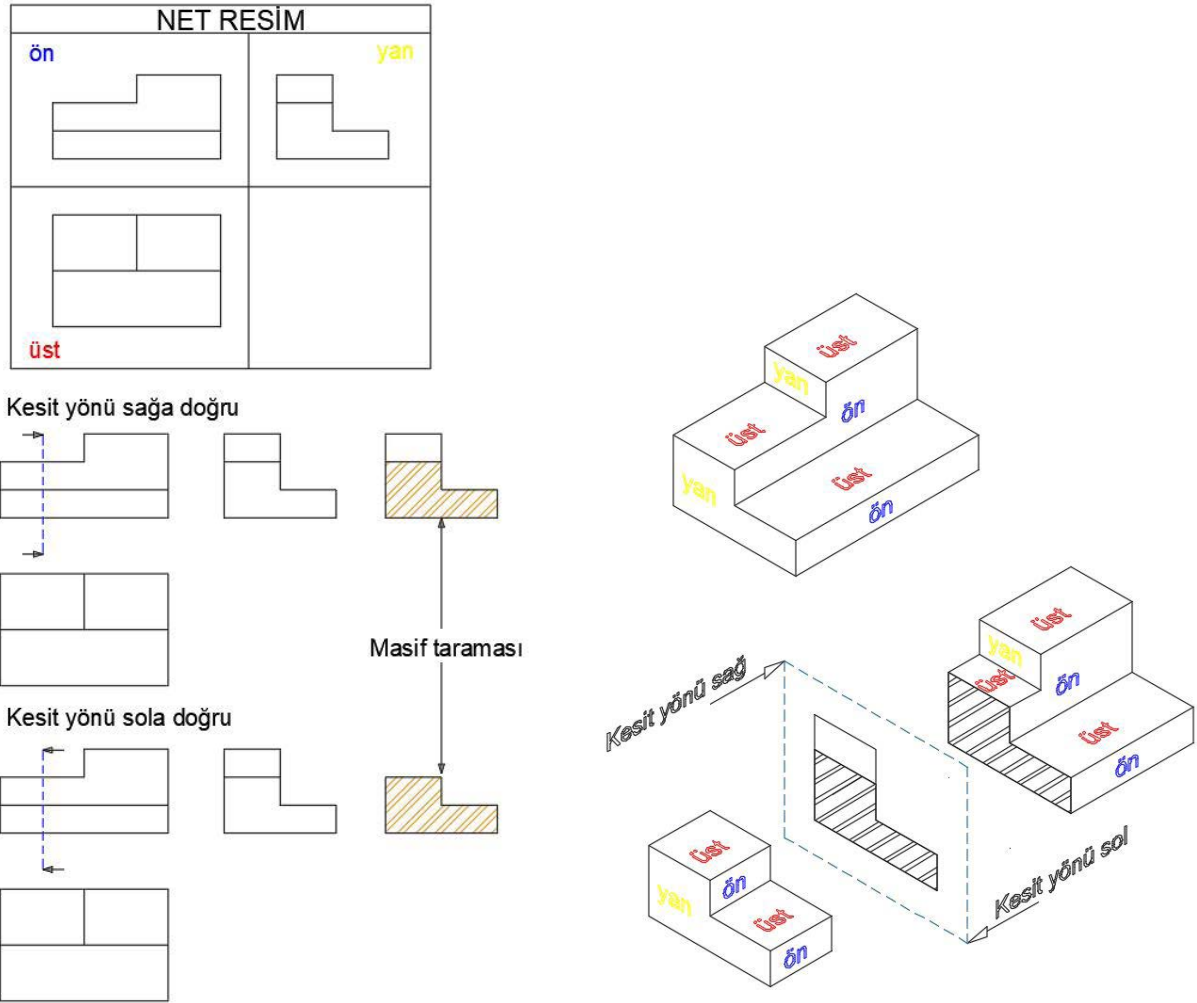 NET RESİM
ön
yan
üst
Kesit yönü sağa doğru
Masif taraması
Kesit yönü sola doğru
üst
yan
ön
üst
üst
yan
ön
üst
yan
üst
ön
üst
ön
Kesit yönü sağ
Kesit yönü sol
üst
ön
yan
üst
ön